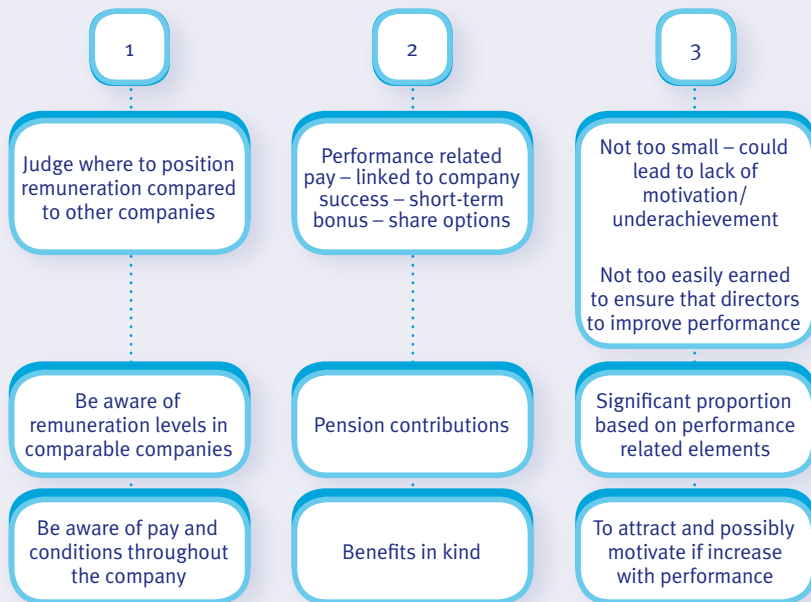 1
Judge where to position
remuneration compared
to other companies
Be aware of
remuneration levels in
comparable companies
Be aware of pay and
conditions throughout
the company
2
Performance related
pay – linked to company
success – short-term
bonus – share options
Pension contributions
Benefits in kind
3
Not too small – could
lead to lack of
motivation/
underachievement
Not too easily earned
to ensure that directors
to improve performance
Significant proportion
based on performance
related elements
To attract and possibly
motivate if increase
with performance